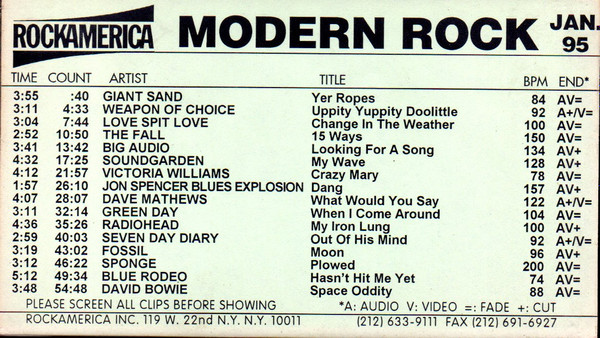 ROCKAMERICA MODERN ROCK JAN. 95
TIME COUNT ARTIST TITLE BPM END*
3:55 :40 GIANT SAND Yer Ropes 84 AV=
3:11 4:33 WEAPON OF CHOICE Uppity Yuppity Doolittle 92 A+/V=
3:04 7:44 LOVE SPIT LOVE Change In The Weather 100 AV=
2:52 10:50 THE FALL 15 Ways 150 AV=
3:41 13:42 BIG AUDIO Looking For A Song 134 AV+
4:32 17:25 SOUNDGARDEN My Wave 128 AV+
4:12 21:57 VICTORIA WILLIAMS Crazy Mary 78 AV=
1:57 26:10 JON SPENCER BLUES EXPLOSION Dang 157 AV+
4:07 28:07 DAVE MATHEWS What Would You Say 122 A+/V=
3:11 32:14 GREEN DAY When I Come Around 104 AV=
4:36 35:26 RADIOHEAD My Iron Lung 100 AV+
2:59 40:03 SEVEN DAY DIARY Out Of His Mind 92 A+/V=
3:19 43:02 FOSSIL Moon 96 AV+
3:12 46:22 SPONGE Plowed 200 AV=
5:12 49:34 BLUE RODEO Hasn't Hit Me Yet 74 AV=
3:48 54:48 DAVID BOWIE Space Oddity 88 AV=
PLEASE SCREEN ALL CLIPS BEFORE SHOWING *A: AUDIO V: VIDEO =: FADE +: CUT
ROCKAMERICA INC. 119 W. 22nd N.Y. N.Y. 10011 (212) 633-9111 FAX (212) 691-6927